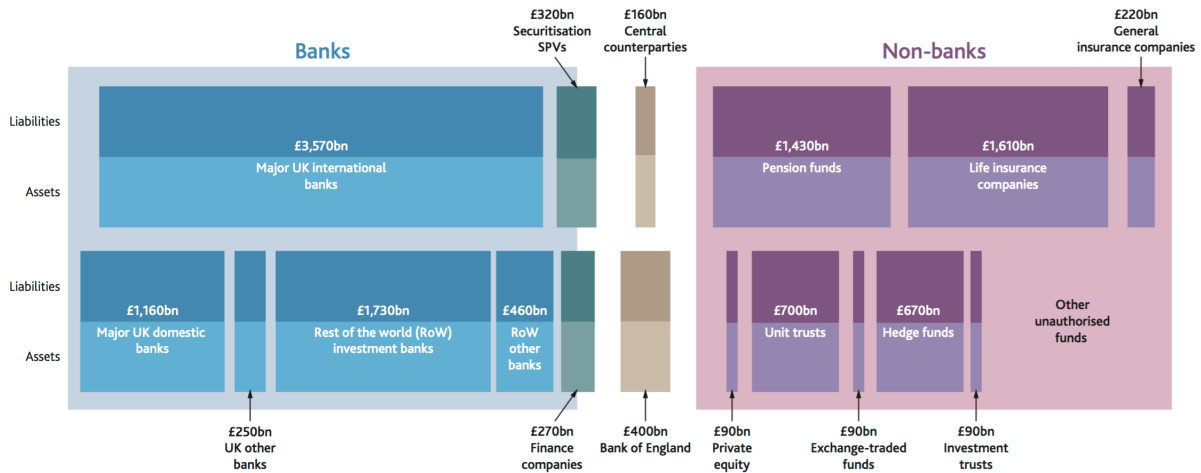 £320bn
Securitisation
SPVs
£160bn
Central
counterparties
£220bn
General
insurance companies
Banks
Non-banks
Liabilities
£3,570bn
Major UK international
banks
£1,430bn
Pension funds
£1,610bn
Life insurance
companies
Assets
Liabilities
£1,160bn
Major UK domestic
banks
£1,730bn
Rest of the world (RoW)
investment banks
£460bn
RoW
other
banks
£700bn
Unit trusts
£670bn
Hedge funds
Other
unauthorised
funds
Assets
£250bn
UK other
banks
£270bn
Finance
companies
£400bn
Bank of England
£90bn
Private
equity
£90bn
Exchange-traded
funds
£90bn
Investment
trusts